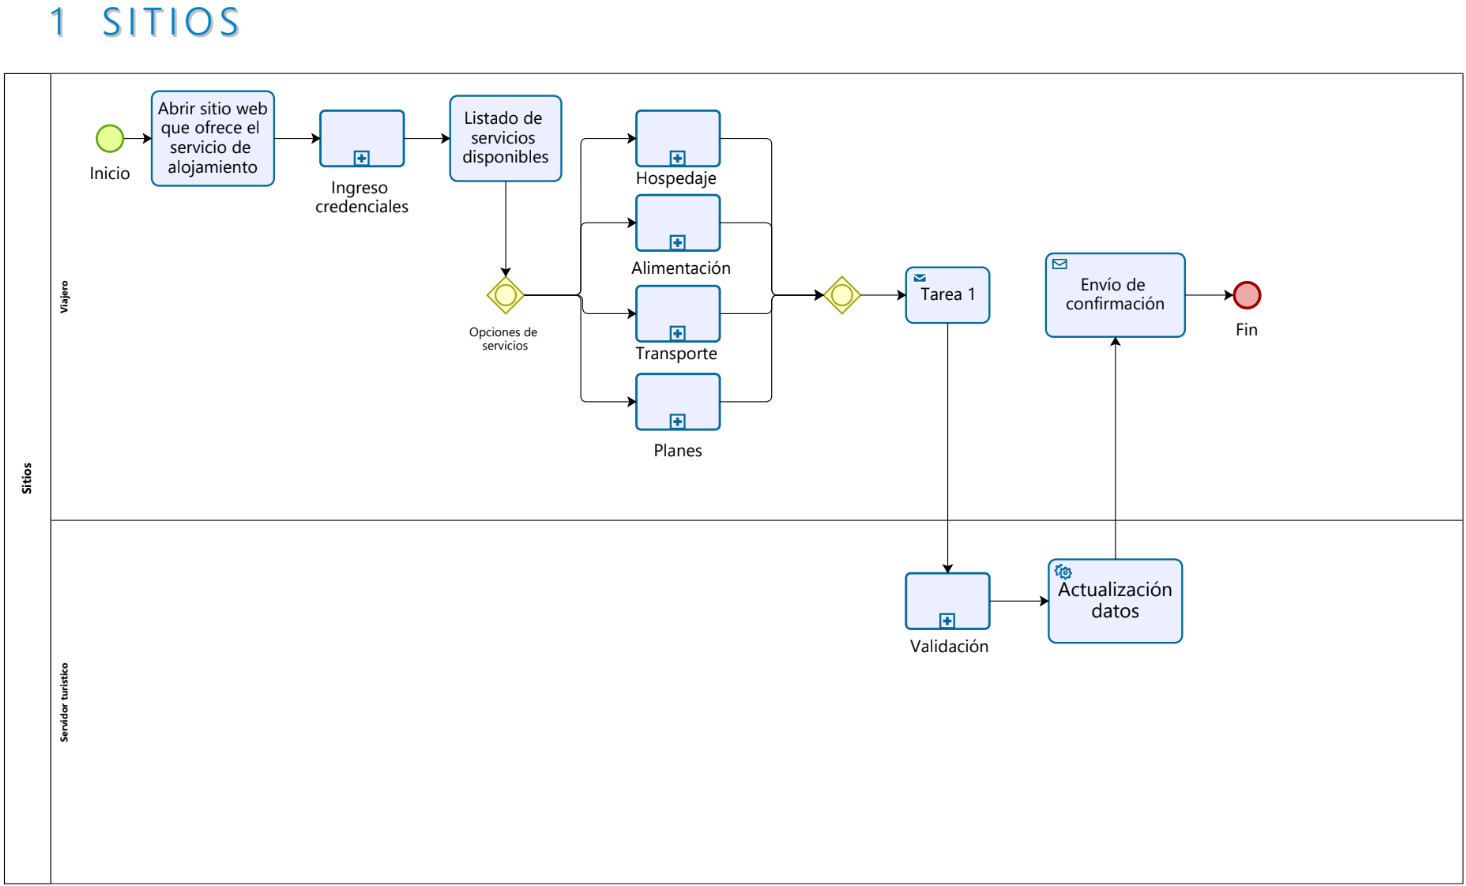 1 SITIOS
Sitios
Viajero
Inicio
Abrir sitio web
que ofrece el
servicio de
alojamiento
Ingreso
credenciales
Listado de
servicios
disponibles
Opciones de
servicios
Hospedaje
Alimentación
Transporte
Planes
Tarea 1
Envío de
confirmación
Fin
Servidor turistico
Validación
Actualización
datos